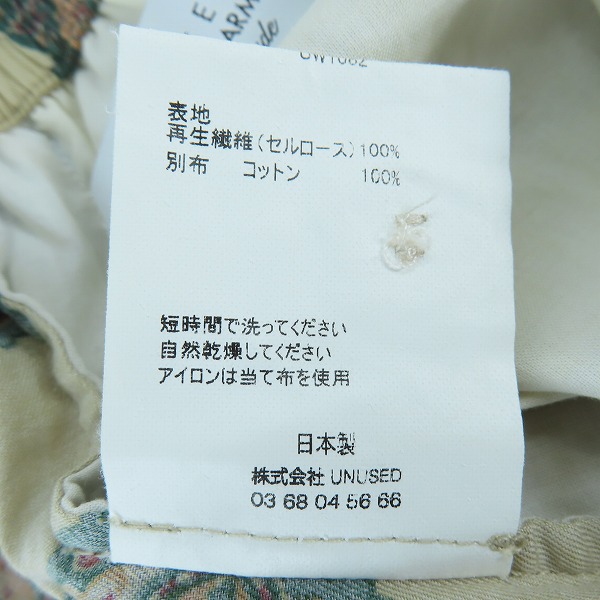 LE
ARM
de
表地
再生繊維（セルロース）100%
別布 コットン 100%
短時間で洗ってください
自然乾燥してください
アイロンは当て布を使用
日本製
株式会社 UNUSED
03 68 04 56 66